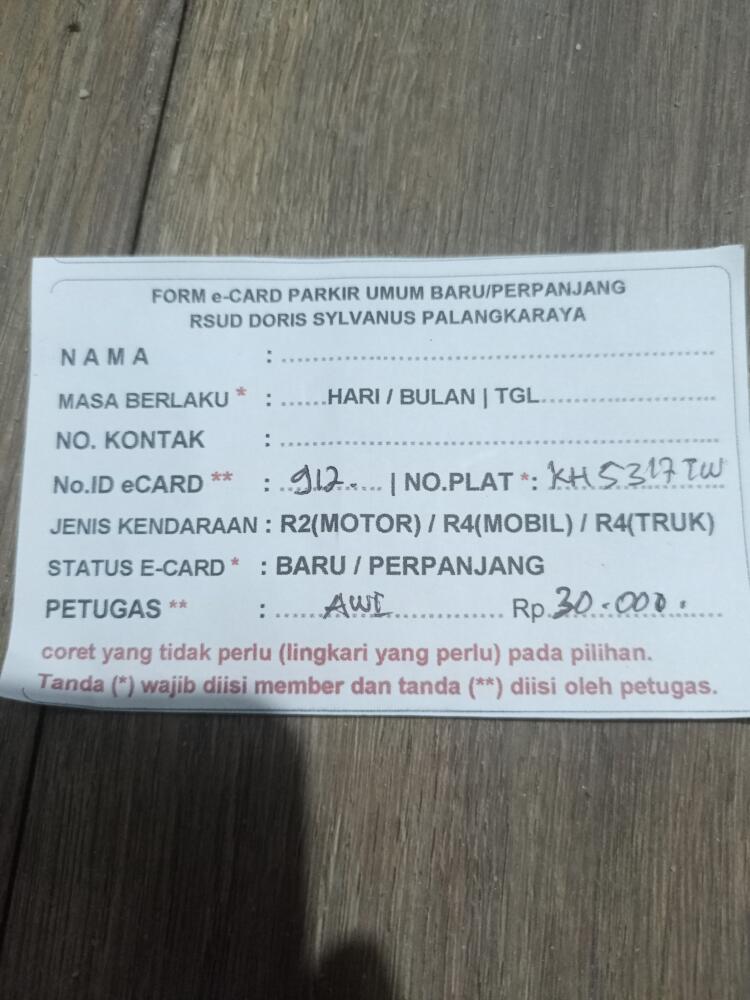 FORM e-CARD PARKIR UMUM BARU/PERPANJANG
RSUD DORIS SYLVANUS PALANGKARAYA
NAMA : ......................................................
MASA BERLAKU * : ......HARI / BULAN | TGL......................
NO. KONTAK : ......................................................
No.ID eCARD ** : ..912........ | NO.PLAT *: KH 5317 TW
JENIS KENDARAAN : R2(MOTOR) / R4(MOBIL) / R4(TRUK)
STATUS E-CARD * : BARU / PERPANJANG
PETUGAS ** : ......AWI.............. Rp.30.000.......
coret yang tidak perlu (lingkari yang perlu) pada pilihan.
Tanda (*) wajib diisi member dan tanda (**) diisi oleh petugas.